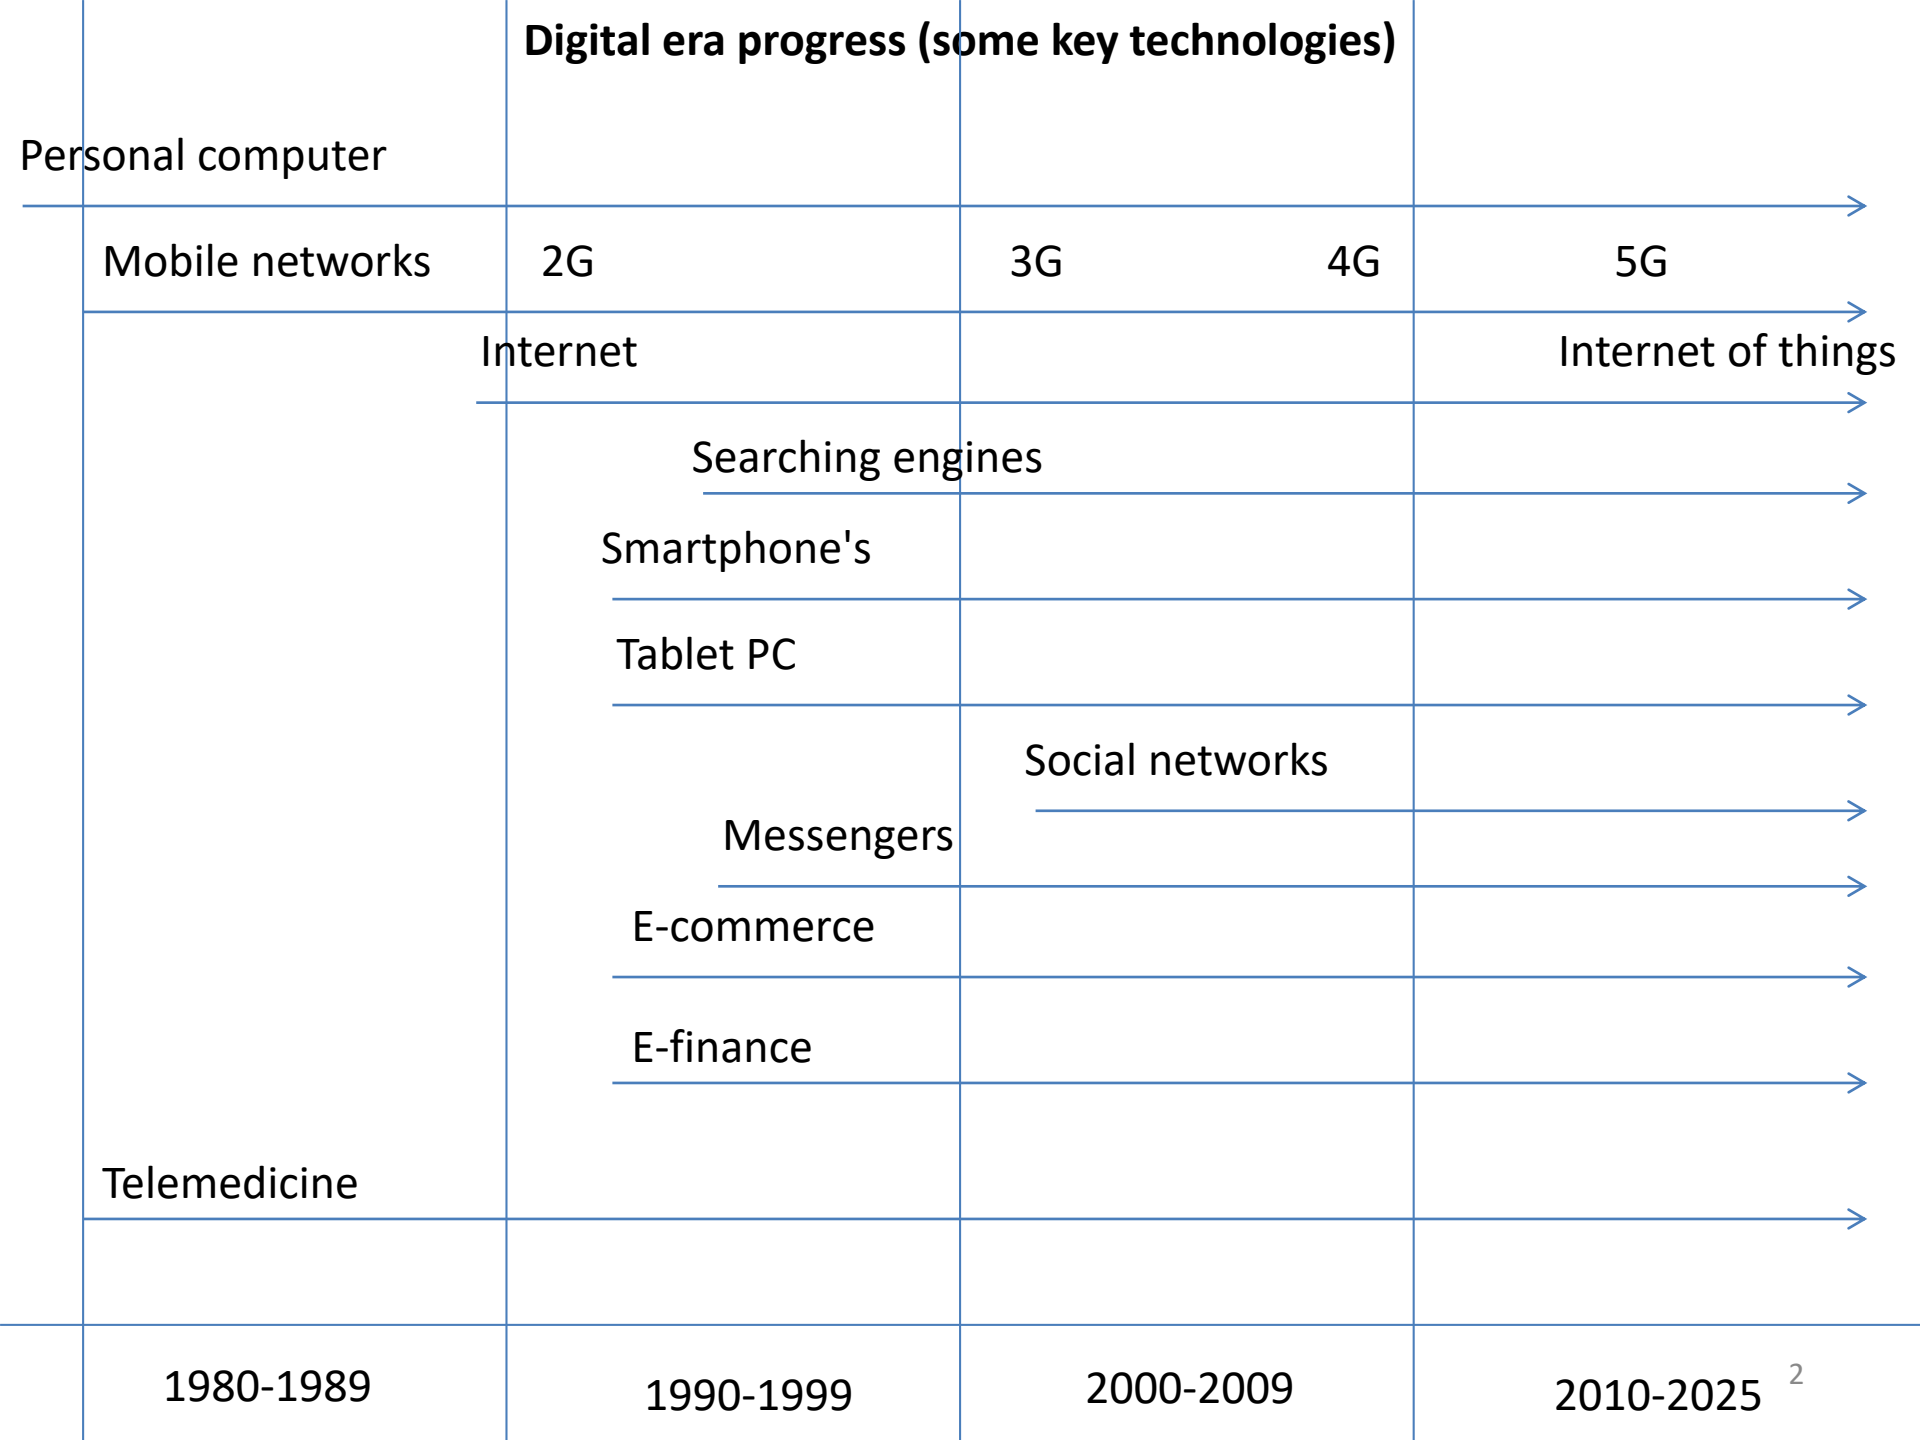 Digital era progress (some key technologies)
Personal computer
Mobile networks 2G 3G 4G 5G
Internet Internet of things
Searching engines
Smartphone's
Tablet PC
Social networks
Messengers
E-commerce
E-finance
Telemedicine
1980-1989 1990-1999 2000-2009 2010-2025 2